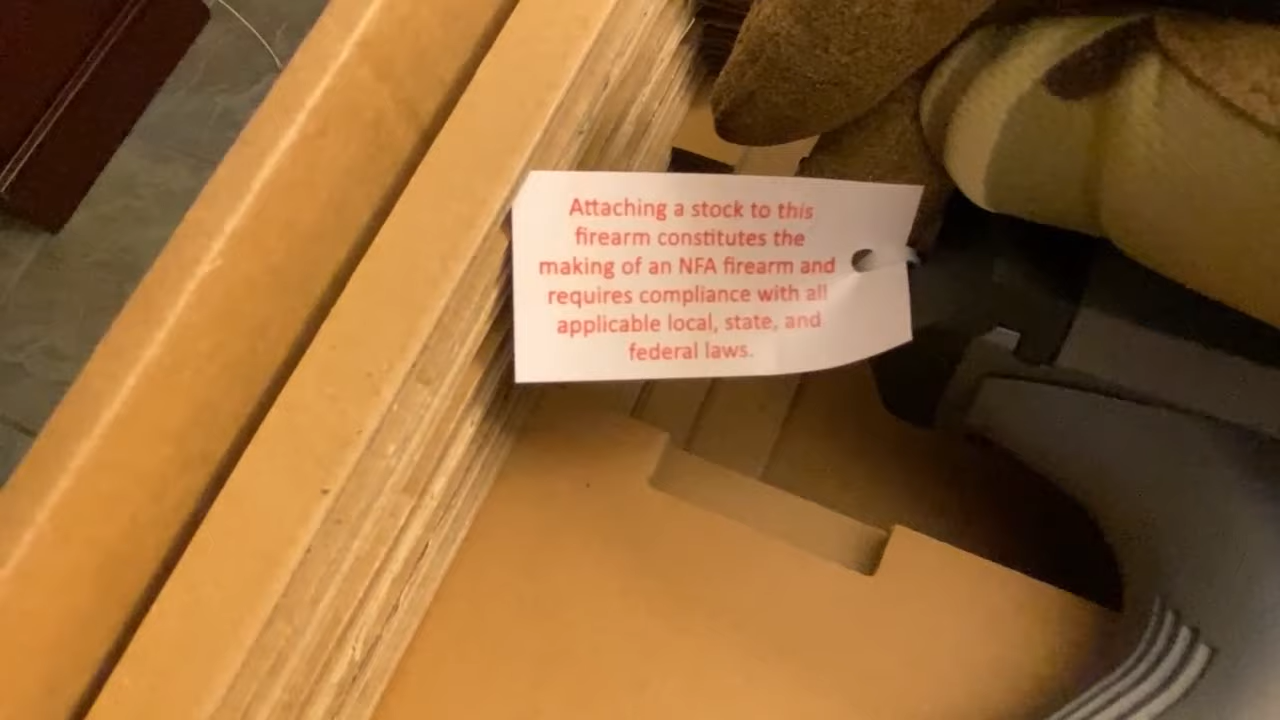 Attaching a stock to this
firearm constitutes the
making of an NFA firearm and
requires compliance with all
applicable local, state, and
federal laws.